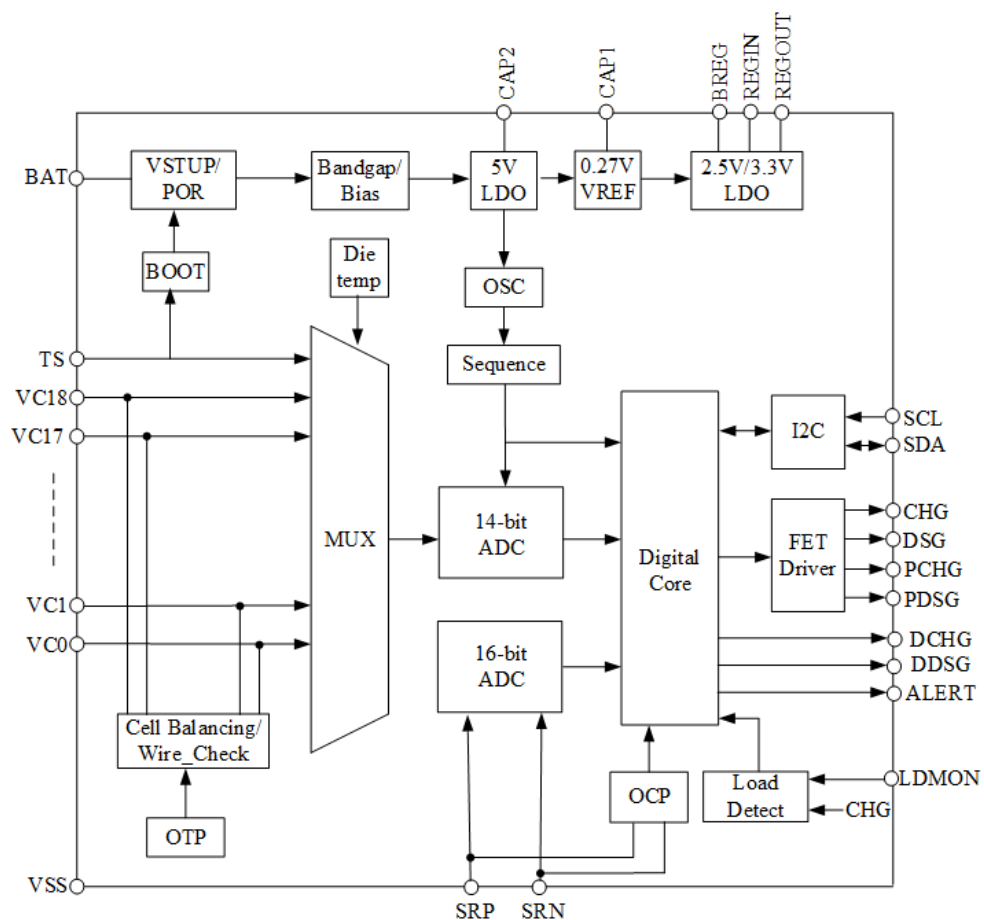 CAP2
CAP1
BREG
REGIN
REGOUT
BAT
VSTUP/
POR
Bandgap/
Bias
5V
LDO
0.27V
VREF
2.5V/3.3V
LDO
BOOT
Die
temp
OSC
TS
Sequence
VC18
VC17
SCL
I2C
SDA
MUX
14-bit
ADC
Digital
Core
FET
Driver
CHG
DSG
PCHG
PDSG
VC1
VC0
16-bit
ADC
DCHG
DDSG
ALERT
Cell Balancing/
Wire_Check
OTP
OCP
Load
Detect
LDMON
CHG
VSS
SRP
SRN